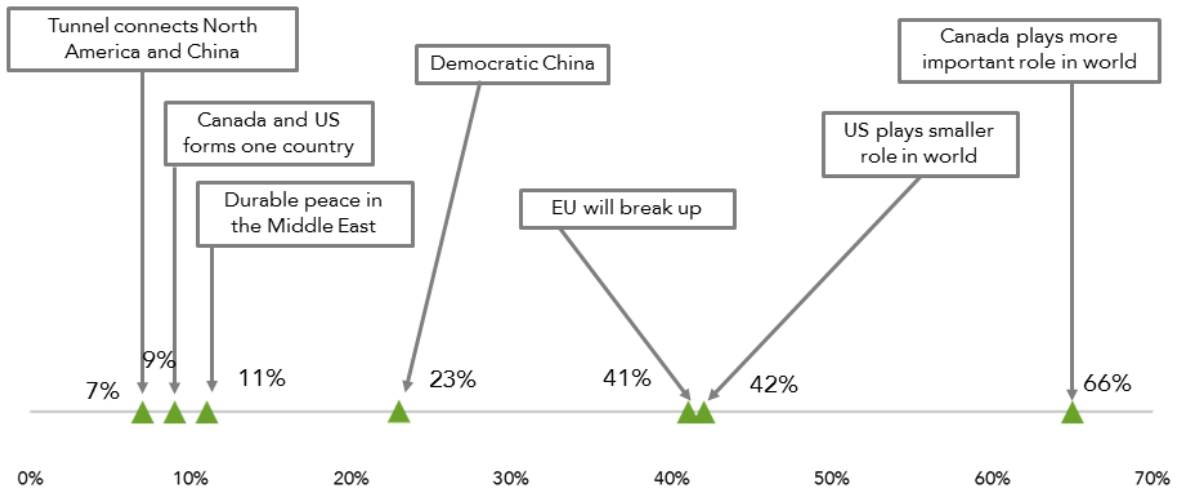 Tunnel connects North
America and China
Canada and US
forms one country
Durable peace in
the Middle East
Democratic China
EU will break up
US plays smaller
role in world
Canada plays more
important role in world
7%
9%
11%
23%
41%
42%
66%
0%
10%
20%
30%
40%
50%
60%
70%